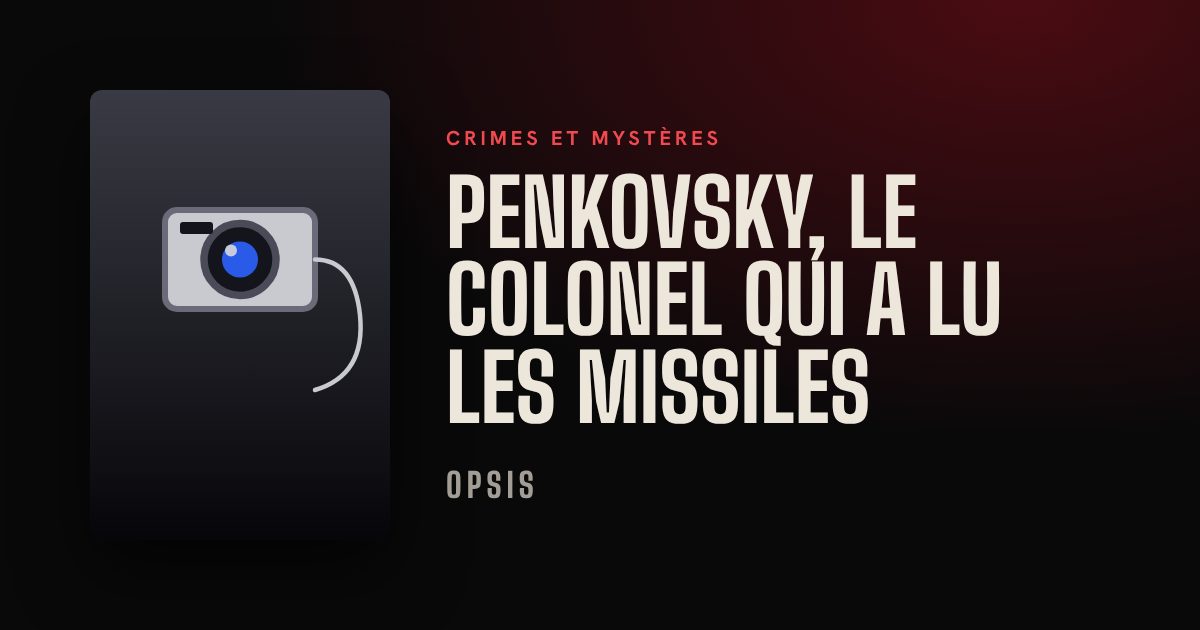 CRIMES ET MYSTÈRES
PENKOVSKY, LE
COLONEL QUI A LU
LES MISSILES
OPSIS